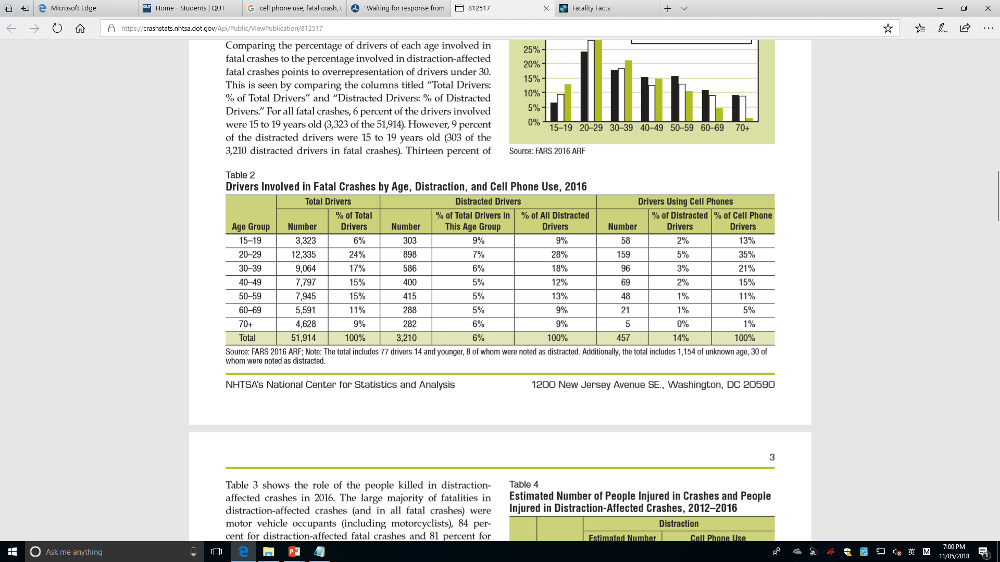 Microsoft Edge
QUT Home - Students | QUT
G cell phone use, fatal crash, u
"Waiting for response from
812517
Fatality Facts
https://crashstats.nhtsa.dot.gov/Api/Public/ViewPublication/812517
Comparing the percentage of drivers of each age involved in
fatal crashes to the percentage involved in distraction-affected
fatal crashes points to overrepresentation of drivers under 30.
This is seen by comparing the columns titled “Total Drivers:
% of Total Drivers” and “Distracted Drivers: % of Distracted
Drivers.” For all fatal crashes, 6 percent of the drivers involved
were 15 to 19 years old (3,323 of the 51,914). However, 9 percent
of the distracted drivers were 15 to 19 years old (303 of the
3,210 distracted drivers in fatal crashes). Thirteen percent of
25%
20%
15%
10%
5%
0%
15–19 20–29 30–39 40–49 50–59 60–69 70+
Source: FARS 2016 ARF
Table 2
Drivers Involved in Fatal Crashes by Age, Distraction, and Cell Phone Use, 2016
Total Drivers Distracted Drivers Drivers Using Cell Phones
% of Total % of Total Drivers in % of All Distracted % of Distracted % of Cell Phone
Age Group Number Drivers Number This Age Group Drivers Number Drivers Drivers
15–19 3,323 6% 303 9% 9% 58 2% 13%
20–29 12,335 24% 898 7% 28% 159 5% 35%
30–39 9,064 17% 586 6% 18% 96 3% 21%
40–49 7,797 15% 400 5% 12% 69 2% 15%
50–59 7,945 15% 415 5% 13% 48 1% 11%
60–69 5,591 11% 288 5% 9% 21 1% 5%
70+ 4,628 9% 282 6% 9% 5 0% 1%
Total 51,914 100% 3,210 6% 100% 457 14% 100%
Source: FARS 2016 ARF; Note: The total includes 77 drivers 14 and younger, 8 of whom were noted as distracted. Additionally, the total includes 1,154 of unknown age, 30 of
whom were noted as distracted.
NHTSA's National Center for Statistics and Analysis
1200 New Jersey Avenue SE., Washington, DC 20590
3
Table 3 shows the role of the people killed in distraction-
affected crashes in 2016. The large majority of fatalities in
distraction-affected crashes (and in all fatal crashes) were
motor vehicle occupants (including motorcyclists), 84 per-
cent for distraction-affected fatal crashes and 81 percent for
Table 4
Estimated Number of People Injured in Crashes and People
Injured in Distraction-Affected Crashes, 2012–2016
Distraction
Estimated Number Cell Phone Use
Ask me anything
英 M
7:00 PM
11/05/2018
1